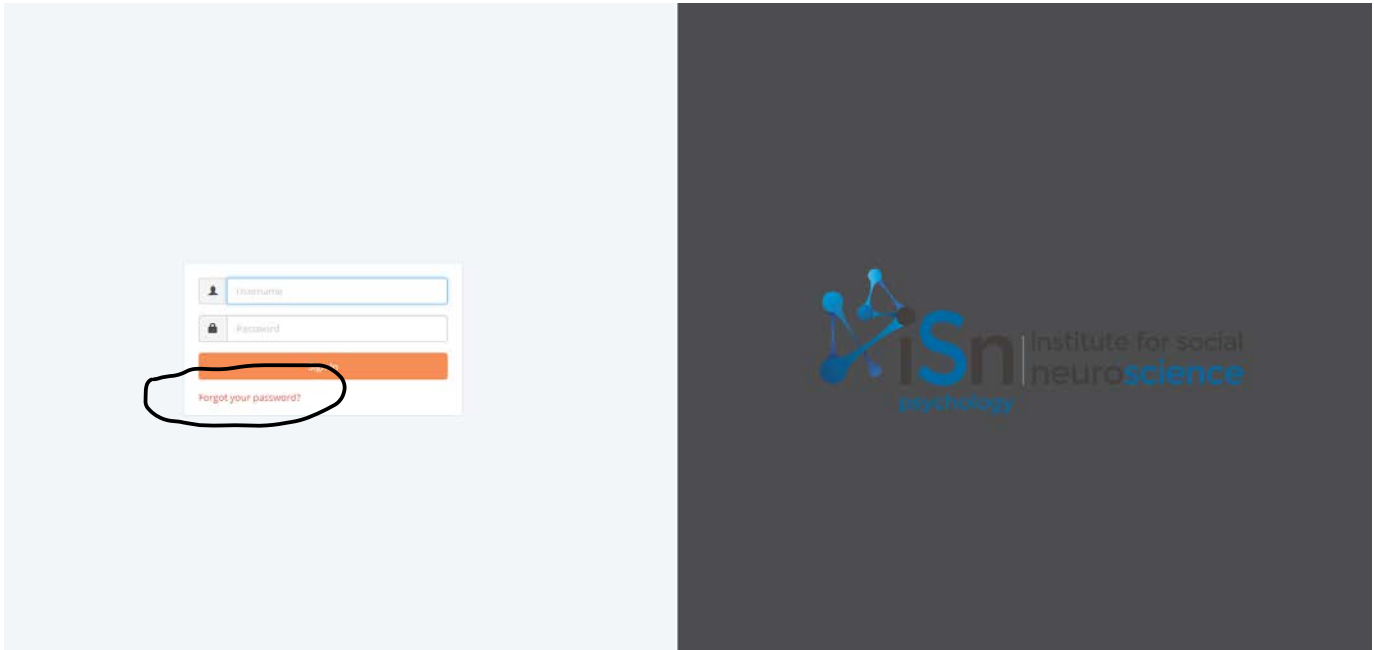 Username
Password
Forgot your password?
iSn
institute for social
neuroscience
psychology